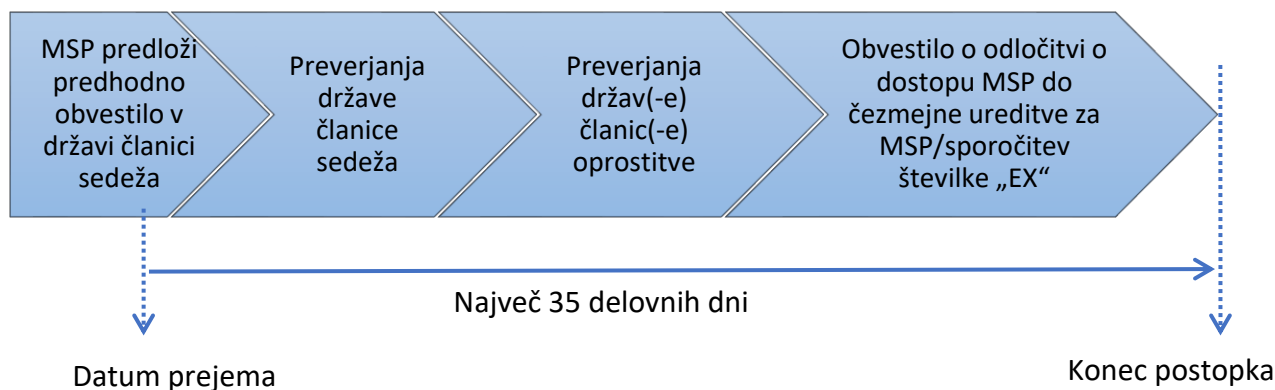 MSP predloži
predhodno
obvestilo v
državi članici
sedeža
Preverjanja
države
članice
sedeža
Preverjanja
držav(-e)
članic(-e)
oprostitve
Obvestilo o odločitvi o
dostopu MSP do
čezmejne ureditve za
MSP/sporočitev
številke „EX“
Največ 35 delovnih dni
Datum prejema
Konec postopka